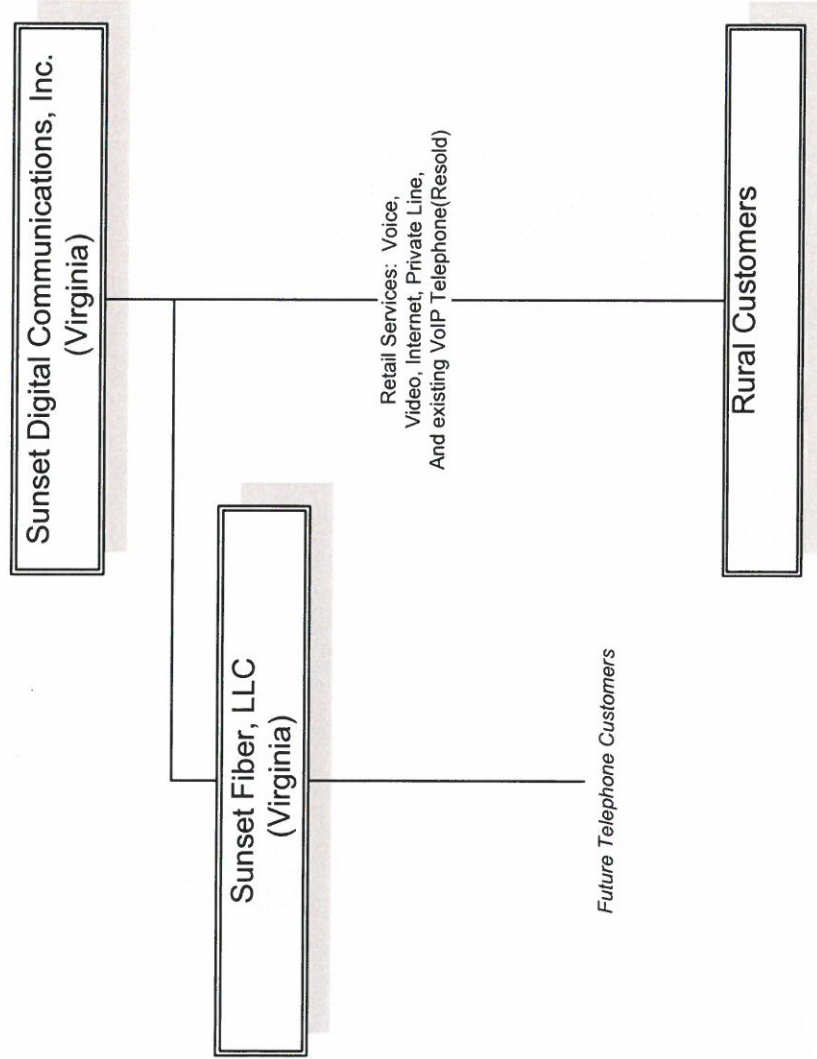 Sunset Digital Communications, Inc.
(Virginia)
Sunset Fiber, LLC
(Virginia)
Retail Services: Voice,
Video, Internet, Private Line,
And existing VoIP Telephone(Resold)
Future Telephone Customers
Rural Customers